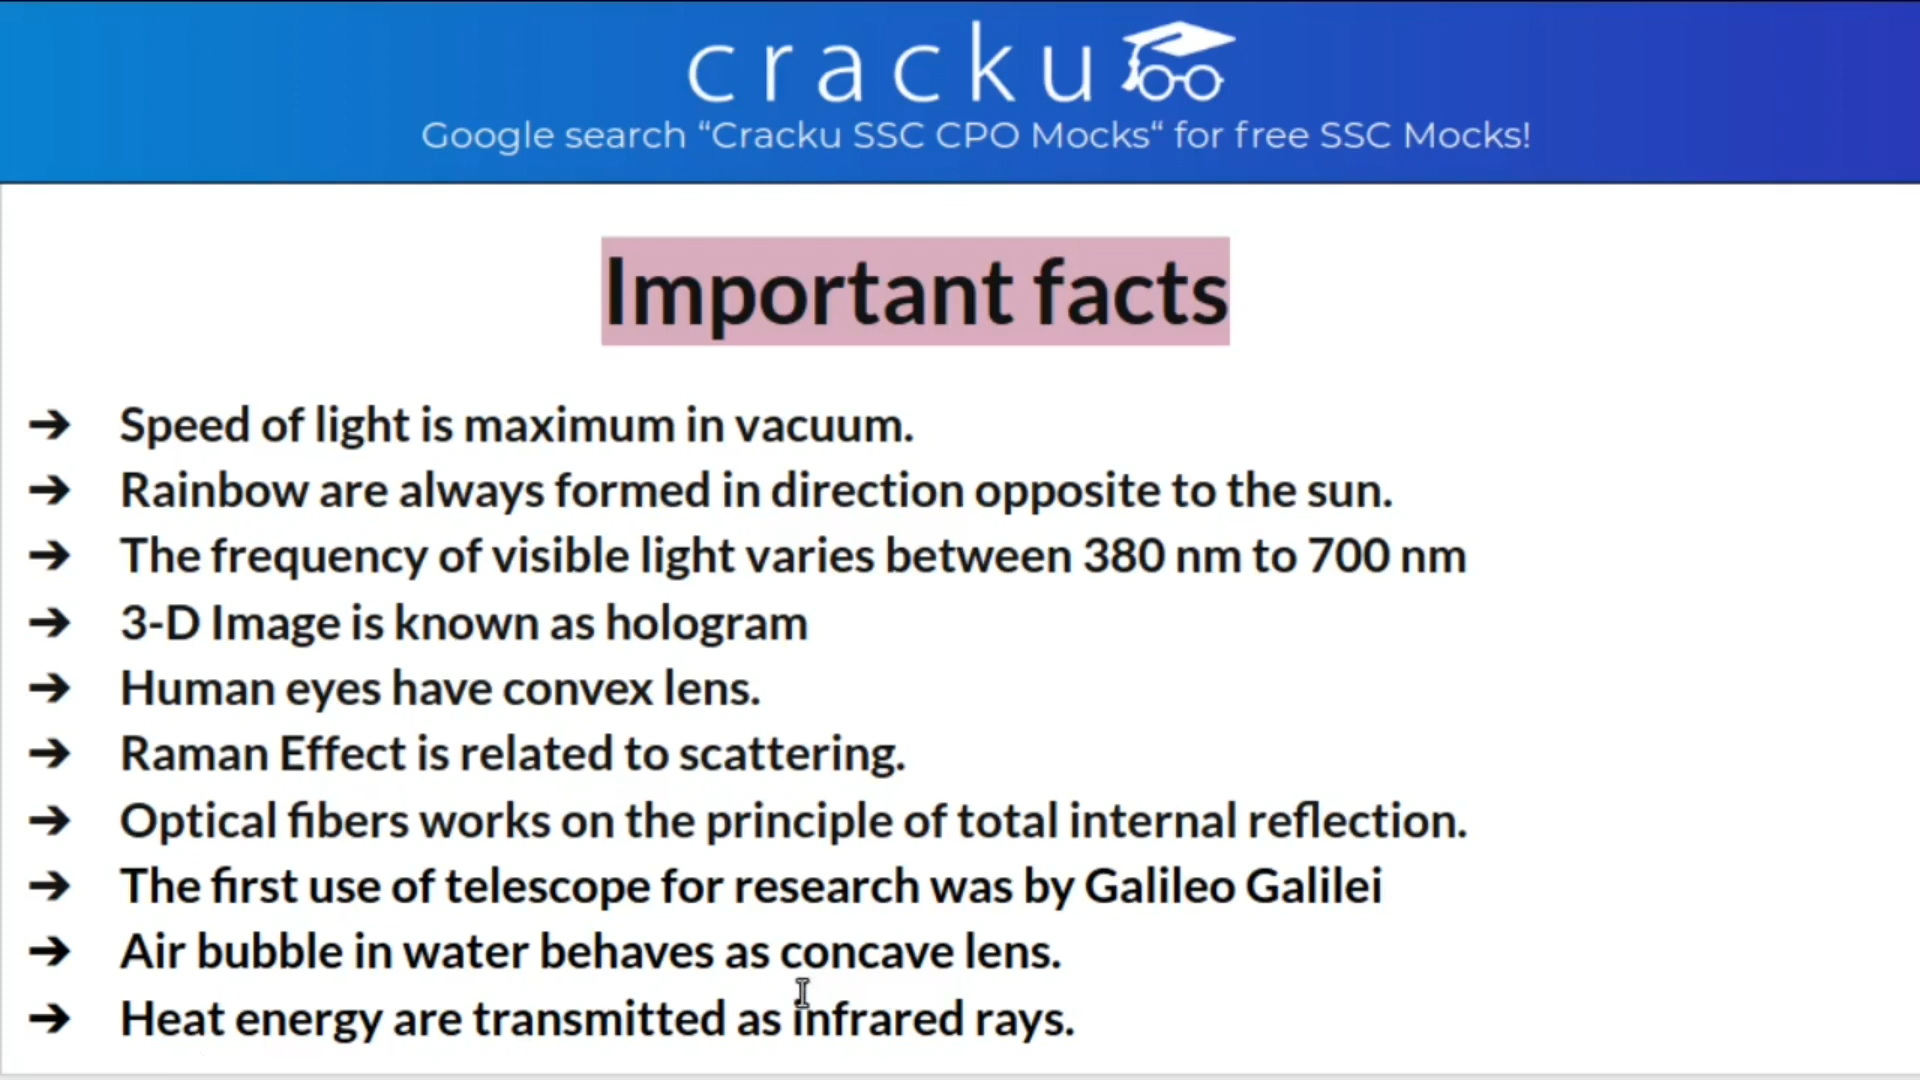 cracku
Google search “Cracku SSC CPO Mocks“ for free SSC Mocks!
Important facts
➔ Speed of light is maximum in vacuum.
➔ Rainbow are always formed in direction opposite to the sun.
➔ The frequency of visible light varies between 380 nm to 700 nm
➔ 3-D Image is known as hologram
➔ Human eyes have convex lens.
➔ Raman Effect is related to scattering.
➔ Optical fibers works on the principle of total internal reflection.
➔ The first use of telescope for research was by Galileo Galilei
➔ Air bubble in water behaves as concave lens.
➔ Heat energy are transmitted as infrared rays.